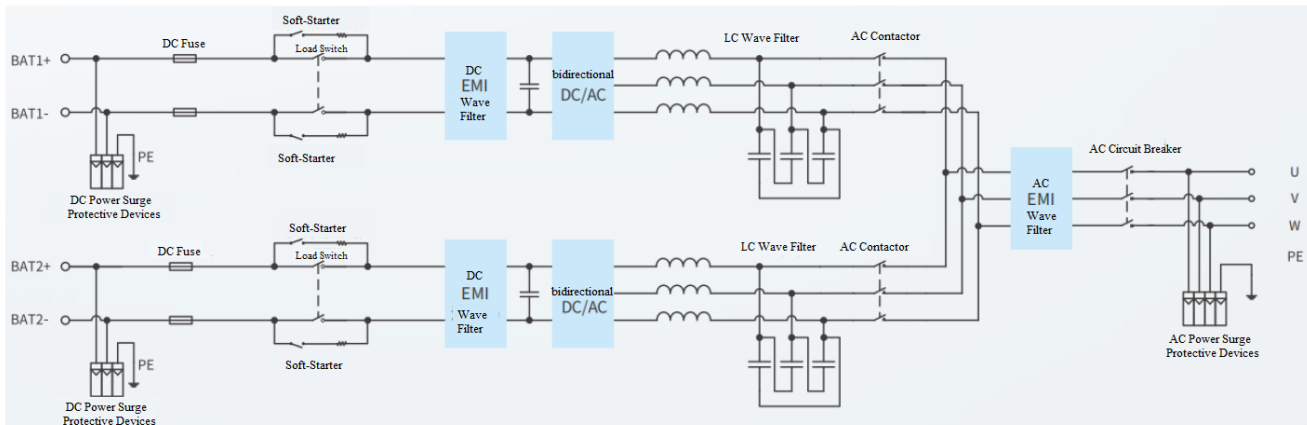 Soft-Starter
DC Fuse
Load Switch
LC Wave Filter
AC Contactor
BAT1+
DC
EMI
Wave
Filter
bidirectional
DC/AC
BAT1-
PE
Soft-Starter
DC Power Surge
Protective Devices
AC Circuit Breaker
AC
EMI
Wave
Filter
U
V
W
PE
Soft-Starter
DC Fuse
Load Switch
LC Wave Filter
AC Contactor
BAT2+
DC
EMI
Wave
Filter
bidirectional
DC/AC
BAT2-
PE
Soft-Starter
DC Power Surge
Protective Devices
AC Power Surge
Protective Devices